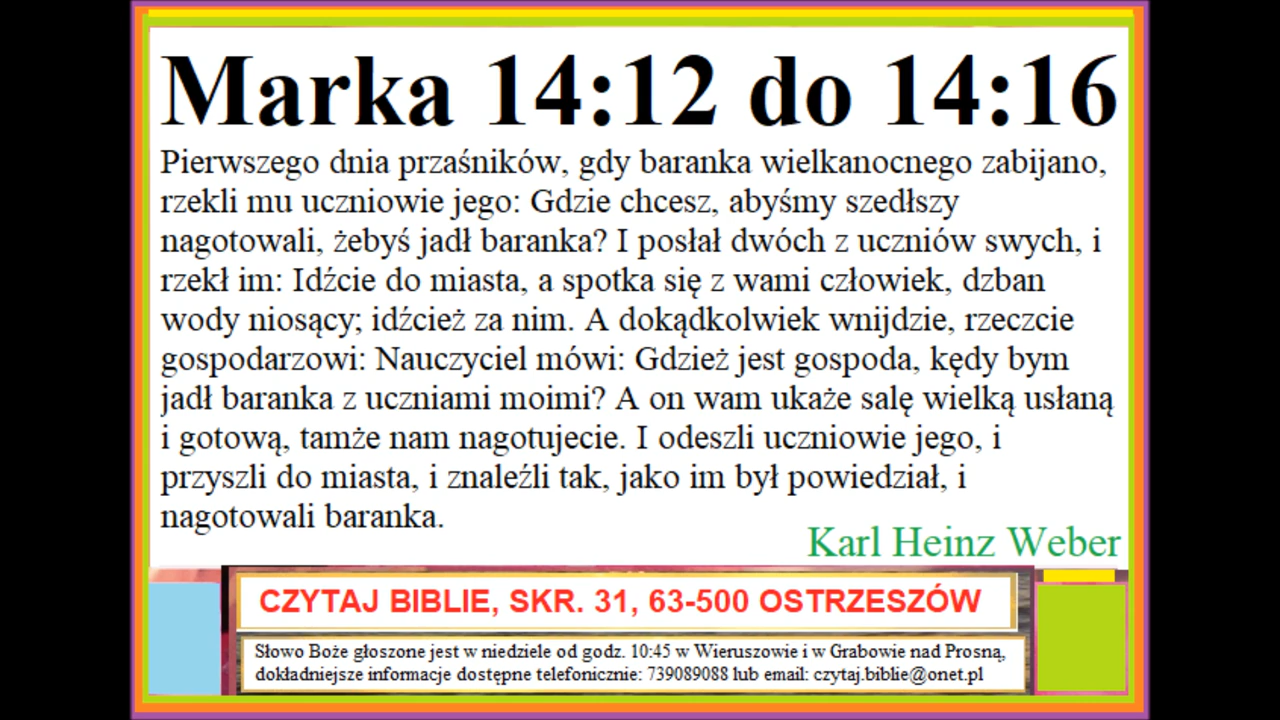 Marka 14:12 do 14:16
Pierwszego dnia przaśników, gdy baranka wielkanocnego zabijano,
rzekli mu uczniowie jego: Gdzie chcesz, abyśmy szedłszy
nagotowali, żebyś jadł baranka? I posłał dwóch z uczniów swych, i
rzekł im: Idźcie do miasta, a spotka się z wami człowiek, dzban
wody niosący; idźcież za nim. A dokądkolwiek wnijdzie, rzeczcie
gospodarzowi: Nauczyciel mówi: Gdzież jest gospoda, kędy bym
jadł baranka z uczniami moimi? A on wam ukaże salę wielką usłaną
i gotową, tamże nam nagotujecie. I odeszli uczniowie jego, i
przyszli do miasta, i znaleźli tak, jako im był powiedział, i
nagotowali baranka.
Karl Heinz Weber
CZYTAJ BIBLIE, SKR. 31, 63-500 OSTRZESZÓW
Słowo Boże głoszone jest w niedziele od godz. 10:45 w Wieruszowie i w Grabowie nad Prosną,
dokładniejsze informacje dostępne telefonicznie: 739089088 lub email: czytaj.biblie@onet.pl